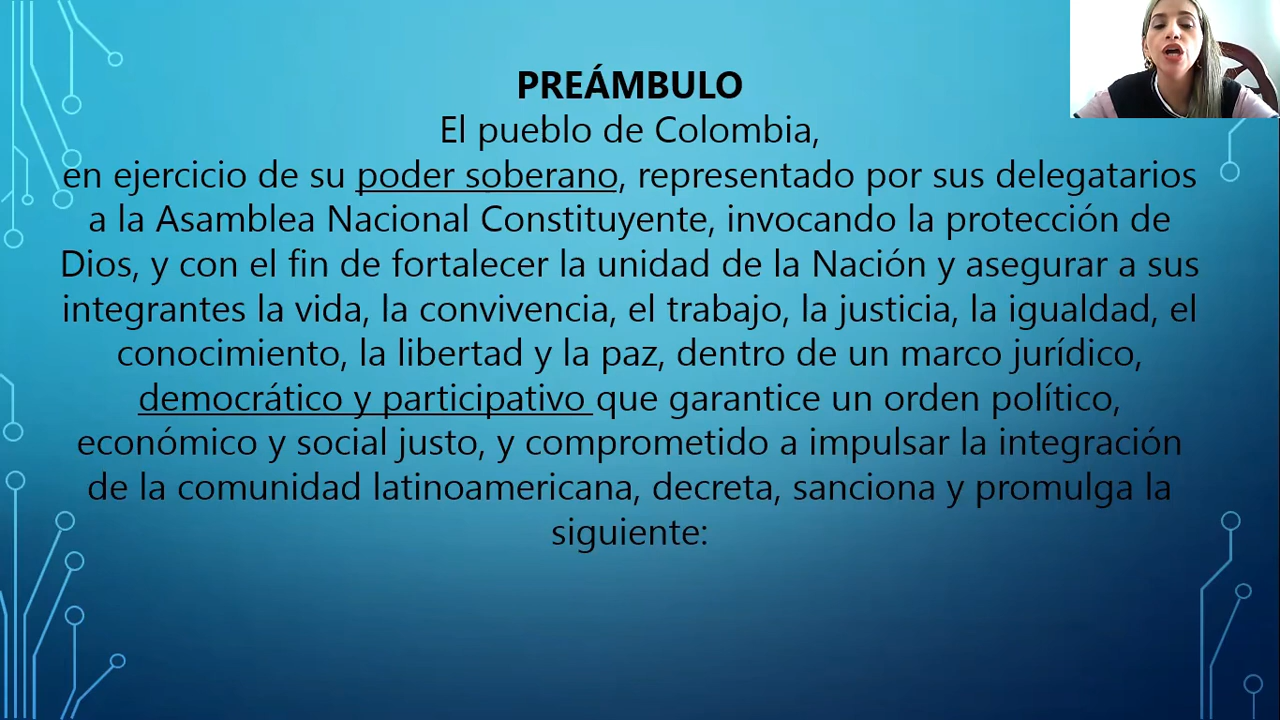 PREÁMBULO
El pueblo de Colombia,
en ejercicio de su poder soberano, representado por sus delegatarios
a la Asamblea Nacional Constituyente, invocando la protección de
Dios, y con el fin de fortalecer la unidad de la Nación y asegurar a sus
integrantes la vida, la convivencia, el trabajo, la justicia, la igualdad, el
conocimiento, la libertad y la paz, dentro de un marco jurídico,
democrático y participativo que garantice un orden político,
económico y social justo, y comprometido a impulsar la integración
de la comunidad latinoamericana, decreta, sanciona y promulga la
siguiente: